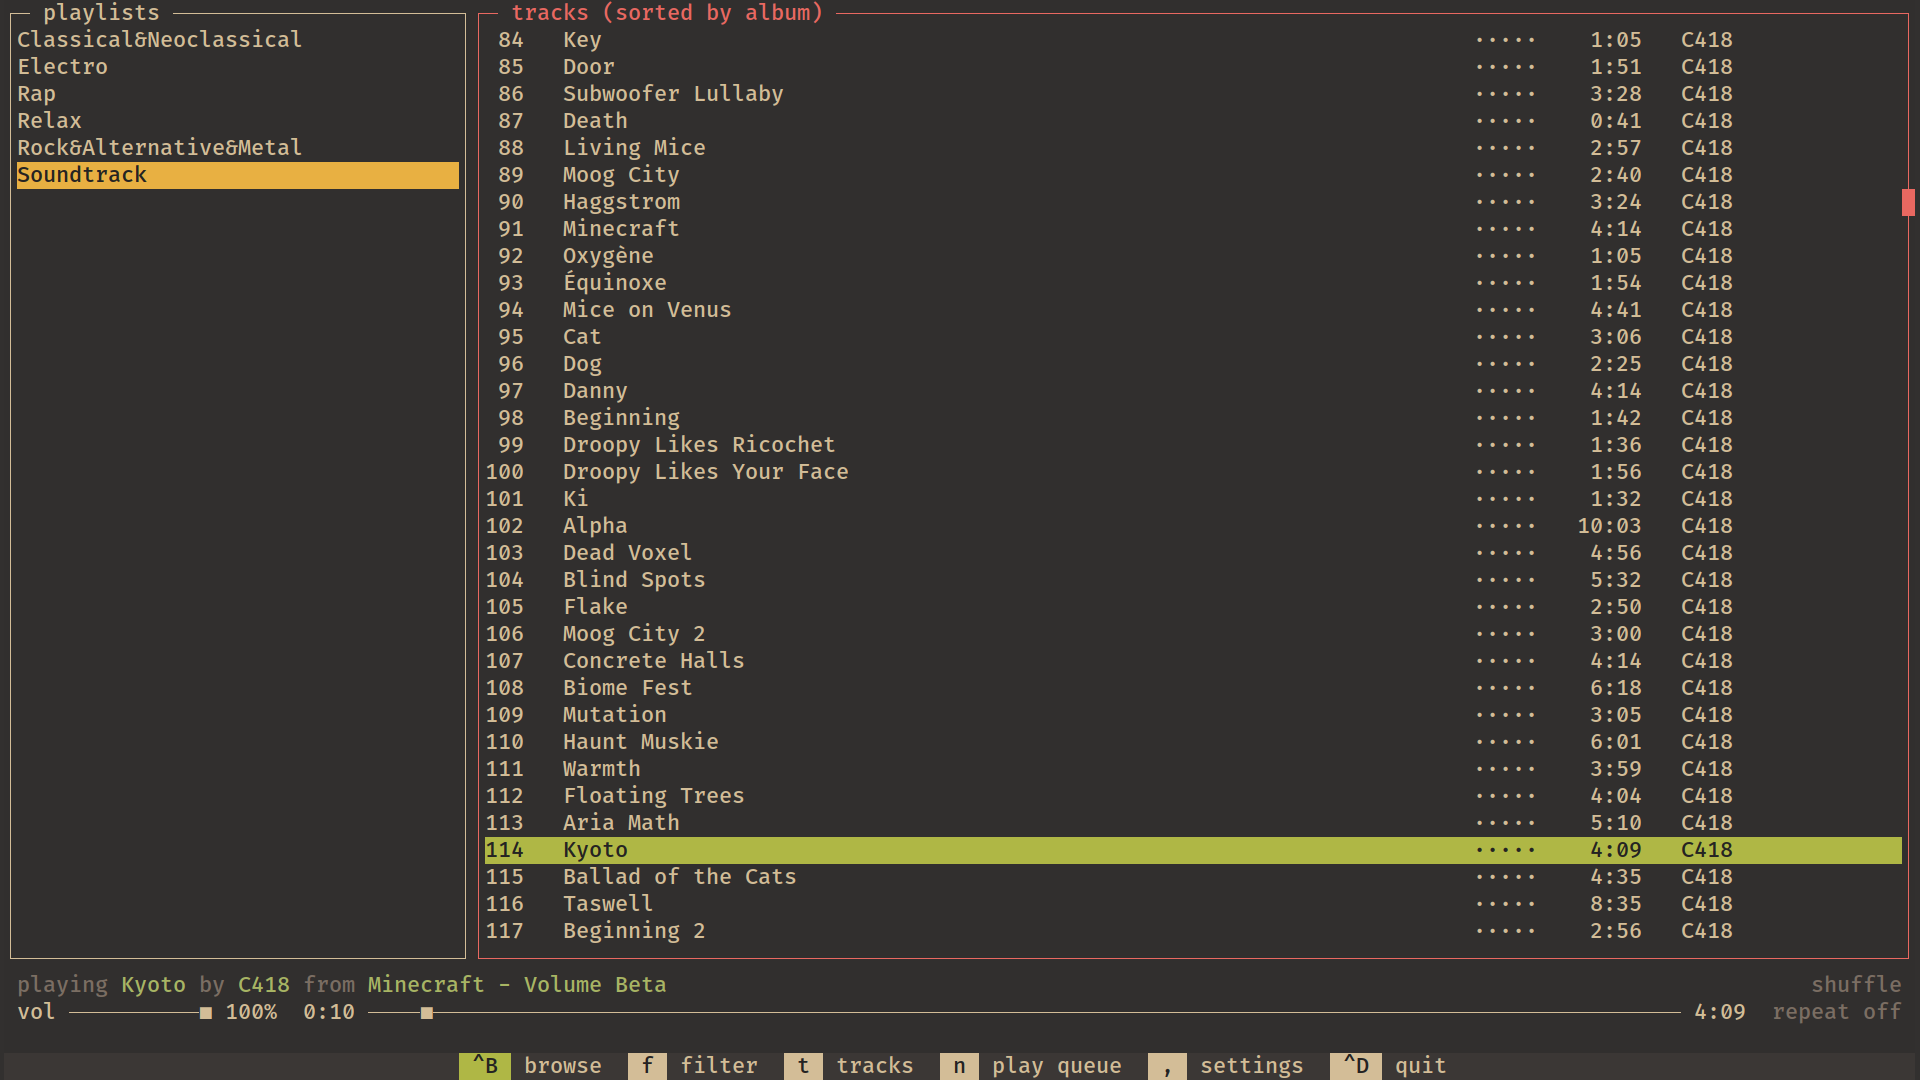 playlists
Classical&Neoclassical
Electro
Rap
Relax
Rock&Alternative&Metal
Soundtrack
tracks (sorted by album)
84 Key ····· 1:05 C418
85 Door ····· 1:51 C418
86 Subwoofer Lullaby ····· 3:28 C418
87 Death ····· 0:41 C418
88 Living Mice ····· 2:57 C418
89 Moog City ····· 2:40 C418
90 Haggstrom ····· 3:24 C418
91 Minecraft ····· 4:14 C418
92 Oxygène ····· 1:05 C418
93 Équinoxe ····· 1:54 C418
94 Mice on Venus ····· 4:41 C418
95 Cat ····· 3:06 C418
96 Dog ····· 2:25 C418
97 Danny ····· 4:14 C418
98 Beginning ····· 1:42 C418
99 Droopy Likes Ricochet ····· 1:36 C418
100 Droopy Likes Your Face ····· 1:56 C418
101 Ki ····· 1:32 C418
102 Alpha ····· 10:03 C418
103 Dead Voxel ····· 4:56 C418
104 Blind Spots ····· 5:32 C418
105 Flake ····· 2:50 C418
106 Moog City 2 ····· 3:00 C418
107 Concrete Halls ····· 4:14 C418
108 Biome Fest ····· 6:18 C418
109 Mutation ····· 3:05 C418
110 Haunt Muskie ····· 6:01 C418
111 Warmth ····· 3:59 C418
112 Floating Trees ····· 4:04 C418
113 Aria Math ····· 5:10 C418
114 Kyoto ····· 4:09 C418
115 Ballad of the Cats ····· 4:35 C418
116 Taswell ····· 8:35 C418
117 Beginning 2 ····· 2:56 C418
playing Kyoto by C418 from Minecraft - Volume Beta shuffle
vol 100% 0:10 4:09 repeat off
^B browse f filter t tracks n play queue , settings ^D quit